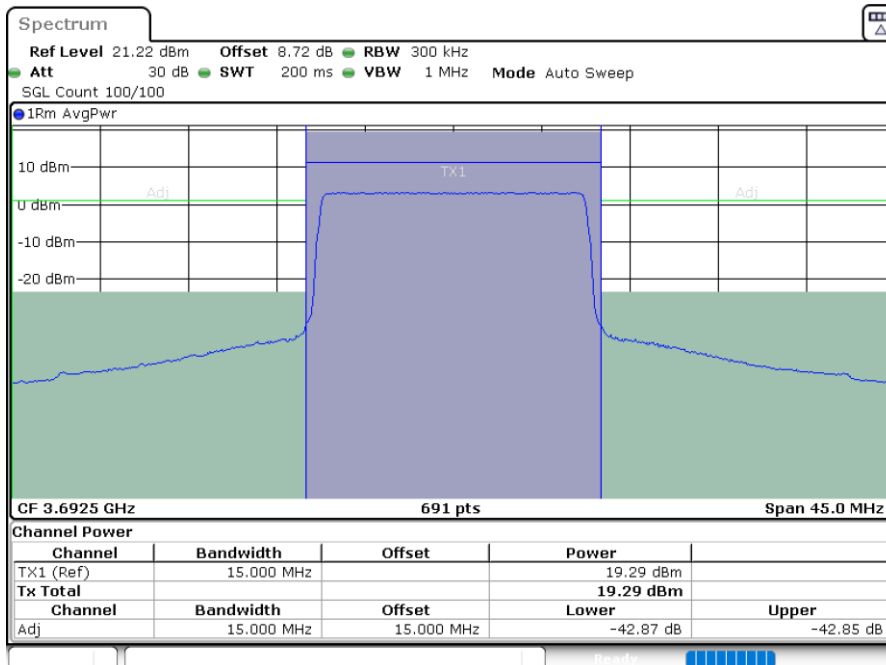 Spectrum
Ref Level 21.22 dBm Offset 8.72 dB RBW 300 kHz
Att 30 dB SWT 200 ms VBW 1 MHz Mode Auto Sweep
SGL Count 100/100
1Rm AvgPwr
10 dBm
TX1
Adj Adj
0 dBm
-10 dBm
-20 dBm
CF 3.6925 GHz 691 pts Span 45.0 MHz
Channel Power
Channel Bandwidth Offset Power
TX1 (Ref) 15.000 MHz 19.29 dBm
Tx Total 19.29 dBm
Channel Bandwidth Offset Lower Upper
Adj 15.000 MHz 15.000 MHz -42.87 dB -42.85 dB
Ready